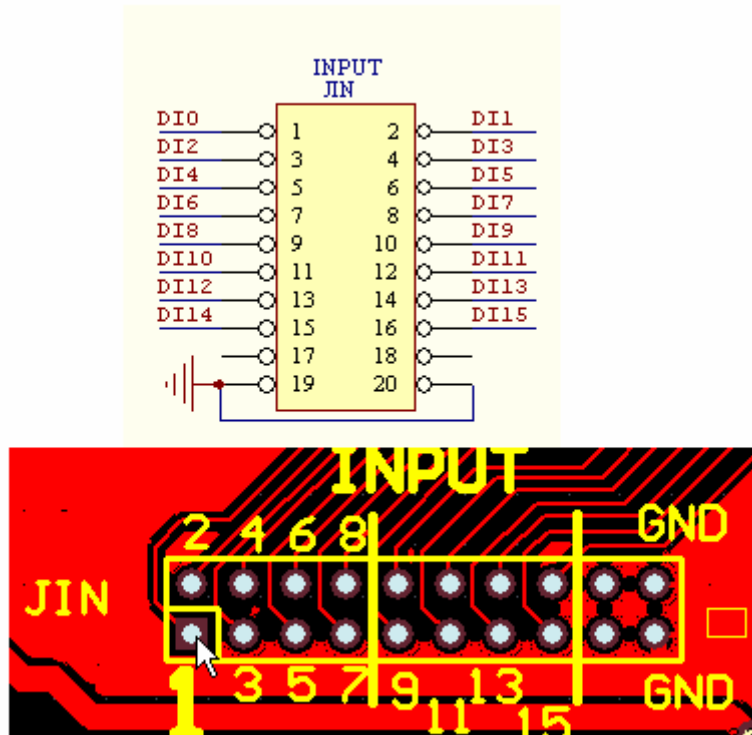 INPUT
JIN
DI0 1 2 DI1
DI2 3 4 DI3
DI4 5 6 DI5
DI6 7 8 DI7
DI8 9 10 DI9
DI10 11 12 DI11
DI12 13 14 DI13
DI14 15 16 DI15
17 18
19 20
INPUT
2 4 6 8 GND
JIN
1 3 5 7 9 11 13 15 GND